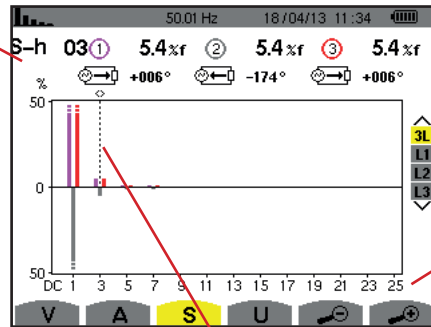 50.01 Hz 18/04/13 11:34
S-h 03 1 5.4%f 2 5.4%f 3 5.4%f
+006° -174° +006°
%
50
0
50
DC 1 3 5 7 9 11 13 15 17 19 21 23 25
3L
L1
L2
L3
V A S U